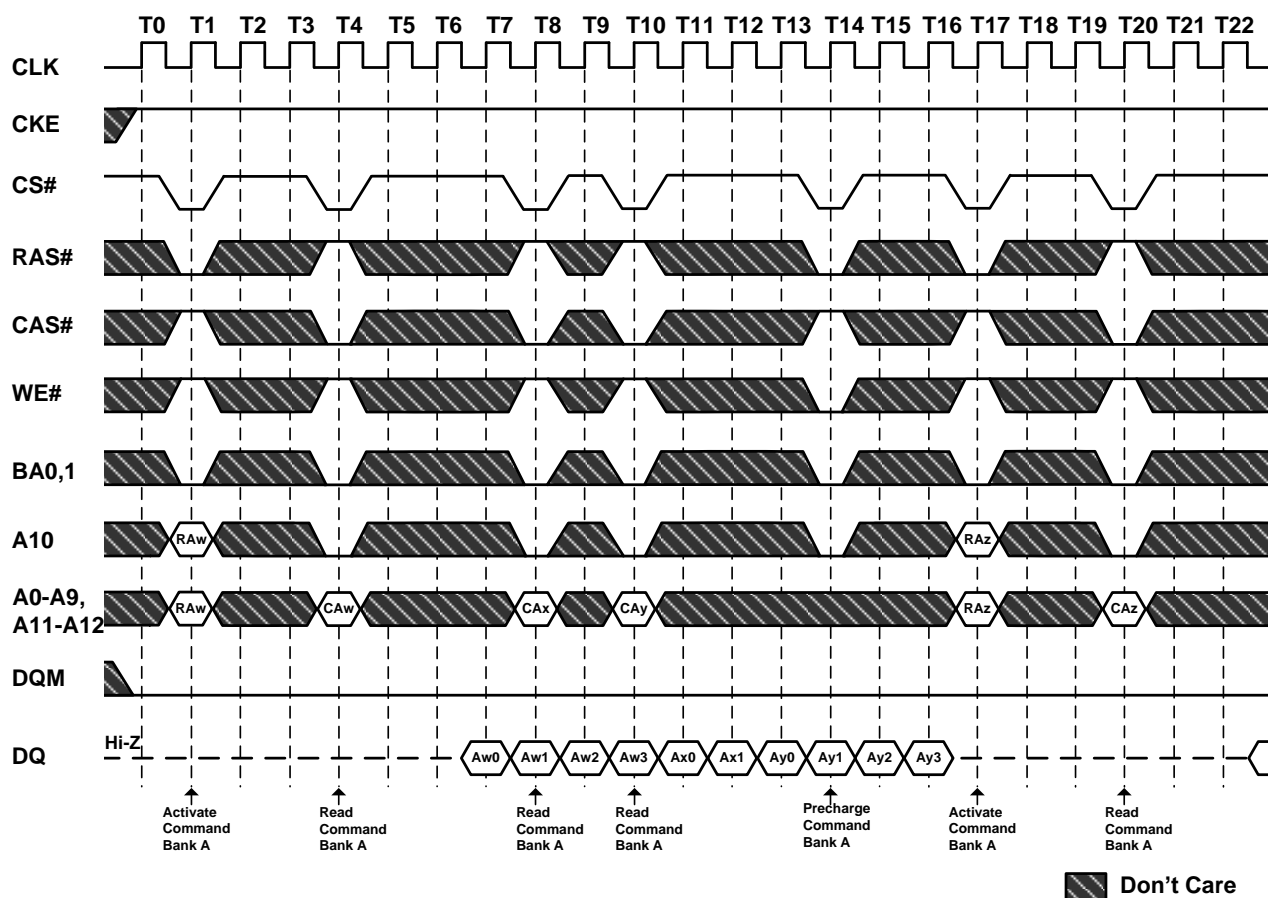 T0 T1 T2 T3 T4 T5 T6 T7 T8 T9 T10 T11 T12 T13 T14 T15 T16 T17 T18 T19 T20 T21 T22
CLK
CKE
CS#
RAS#
CAS#
WE#
BA0,1
A10
RAw RAz
A0-A9,
A11-A12
RAw CAw CAx CAy RAz CAz
DQM
Hi-Z
DQ
Aw0 Aw1 Aw2 Aw3 Ax0 Ax1 Ay0 Ay1 Ay2 Ay3
Activate
Command
Bank A
Read
Command
Bank A
Read
Command
Bank A
Read
Command
Bank A
Precharge
Command
Bank A
Activate
Command
Bank A
Read
Command
Bank A
Don't Care